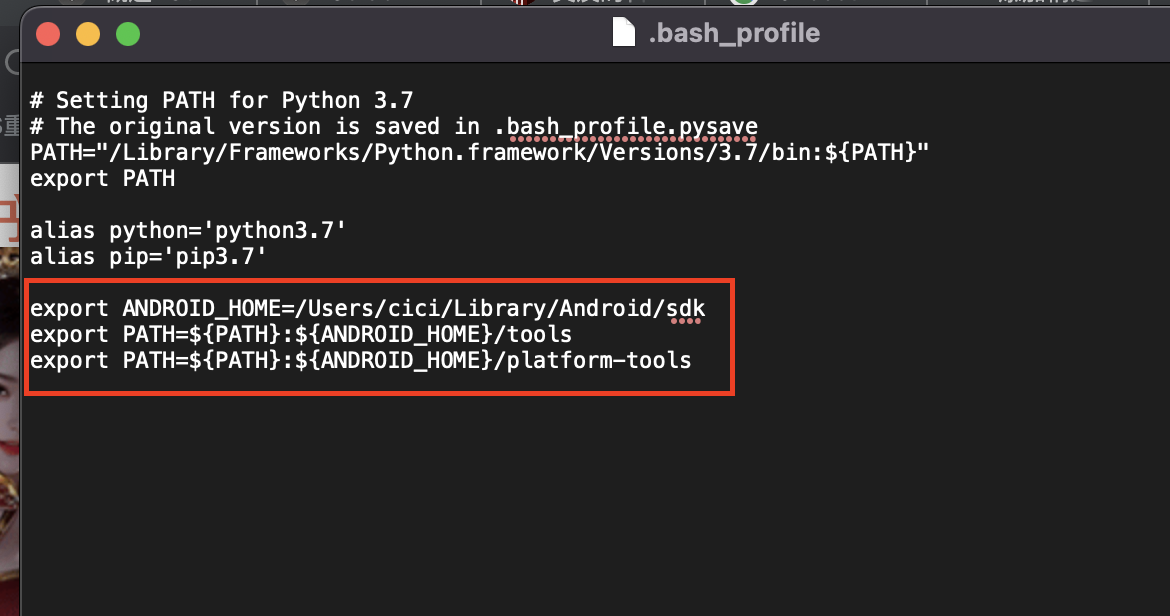 .bash_profile
# Setting PATH for Python 3.7
# The original version is saved in .bash_profile.pysave
PATH="/Library/Frameworks/Python.framework/Versions/3.7/bin:${PATH}"
export PATH
alias python='python3.7'
alias pip='pip3.7'
export ANDROID_HOME=/Users/cici/Library/Android/sdk
export PATH=${PATH}:${ANDROID_HOME}/tools
export PATH=${PATH}:${ANDROID_HOME}/platform-tools